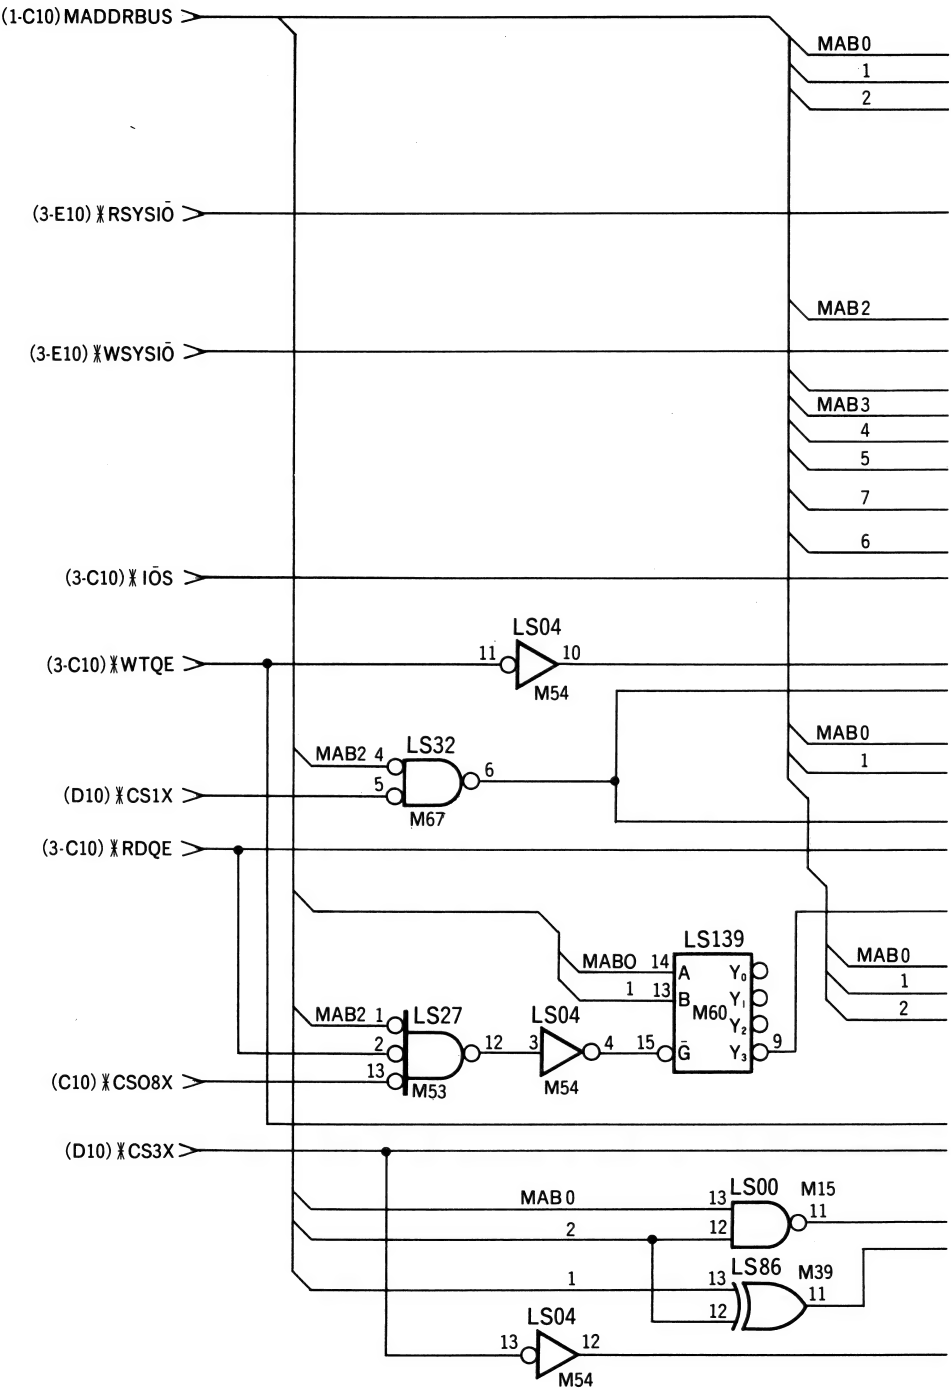 (1-C10) MADDRBUS
MAB0
1
2
(3-E10) *RSYSIŌ
MAB2
(3-E10) *WSYSIŌ
MAB3
4
5
7
6
(3-C10) *IŌS
LS04
(3-C10) *WTQE
11
10
M54
MAB0
1
LS32
MAB2 4
5
6
(D10) *CS1X
M67
(3-C10) *RDQE
LS139
MABO 14
A
Y0
1 13
B
Y1
M60
Y2
15
G̅
Y3
9
MAB0
1
2
MAB2 1
LS27
2
12
13
M53
LS04
3
4
M54
(C10) *CSO8X
(D10) *CS3X
LS00
M15
MAB0
13
11
2
12
LS86
M39
1
13
11
12
LS04
13
12
M54